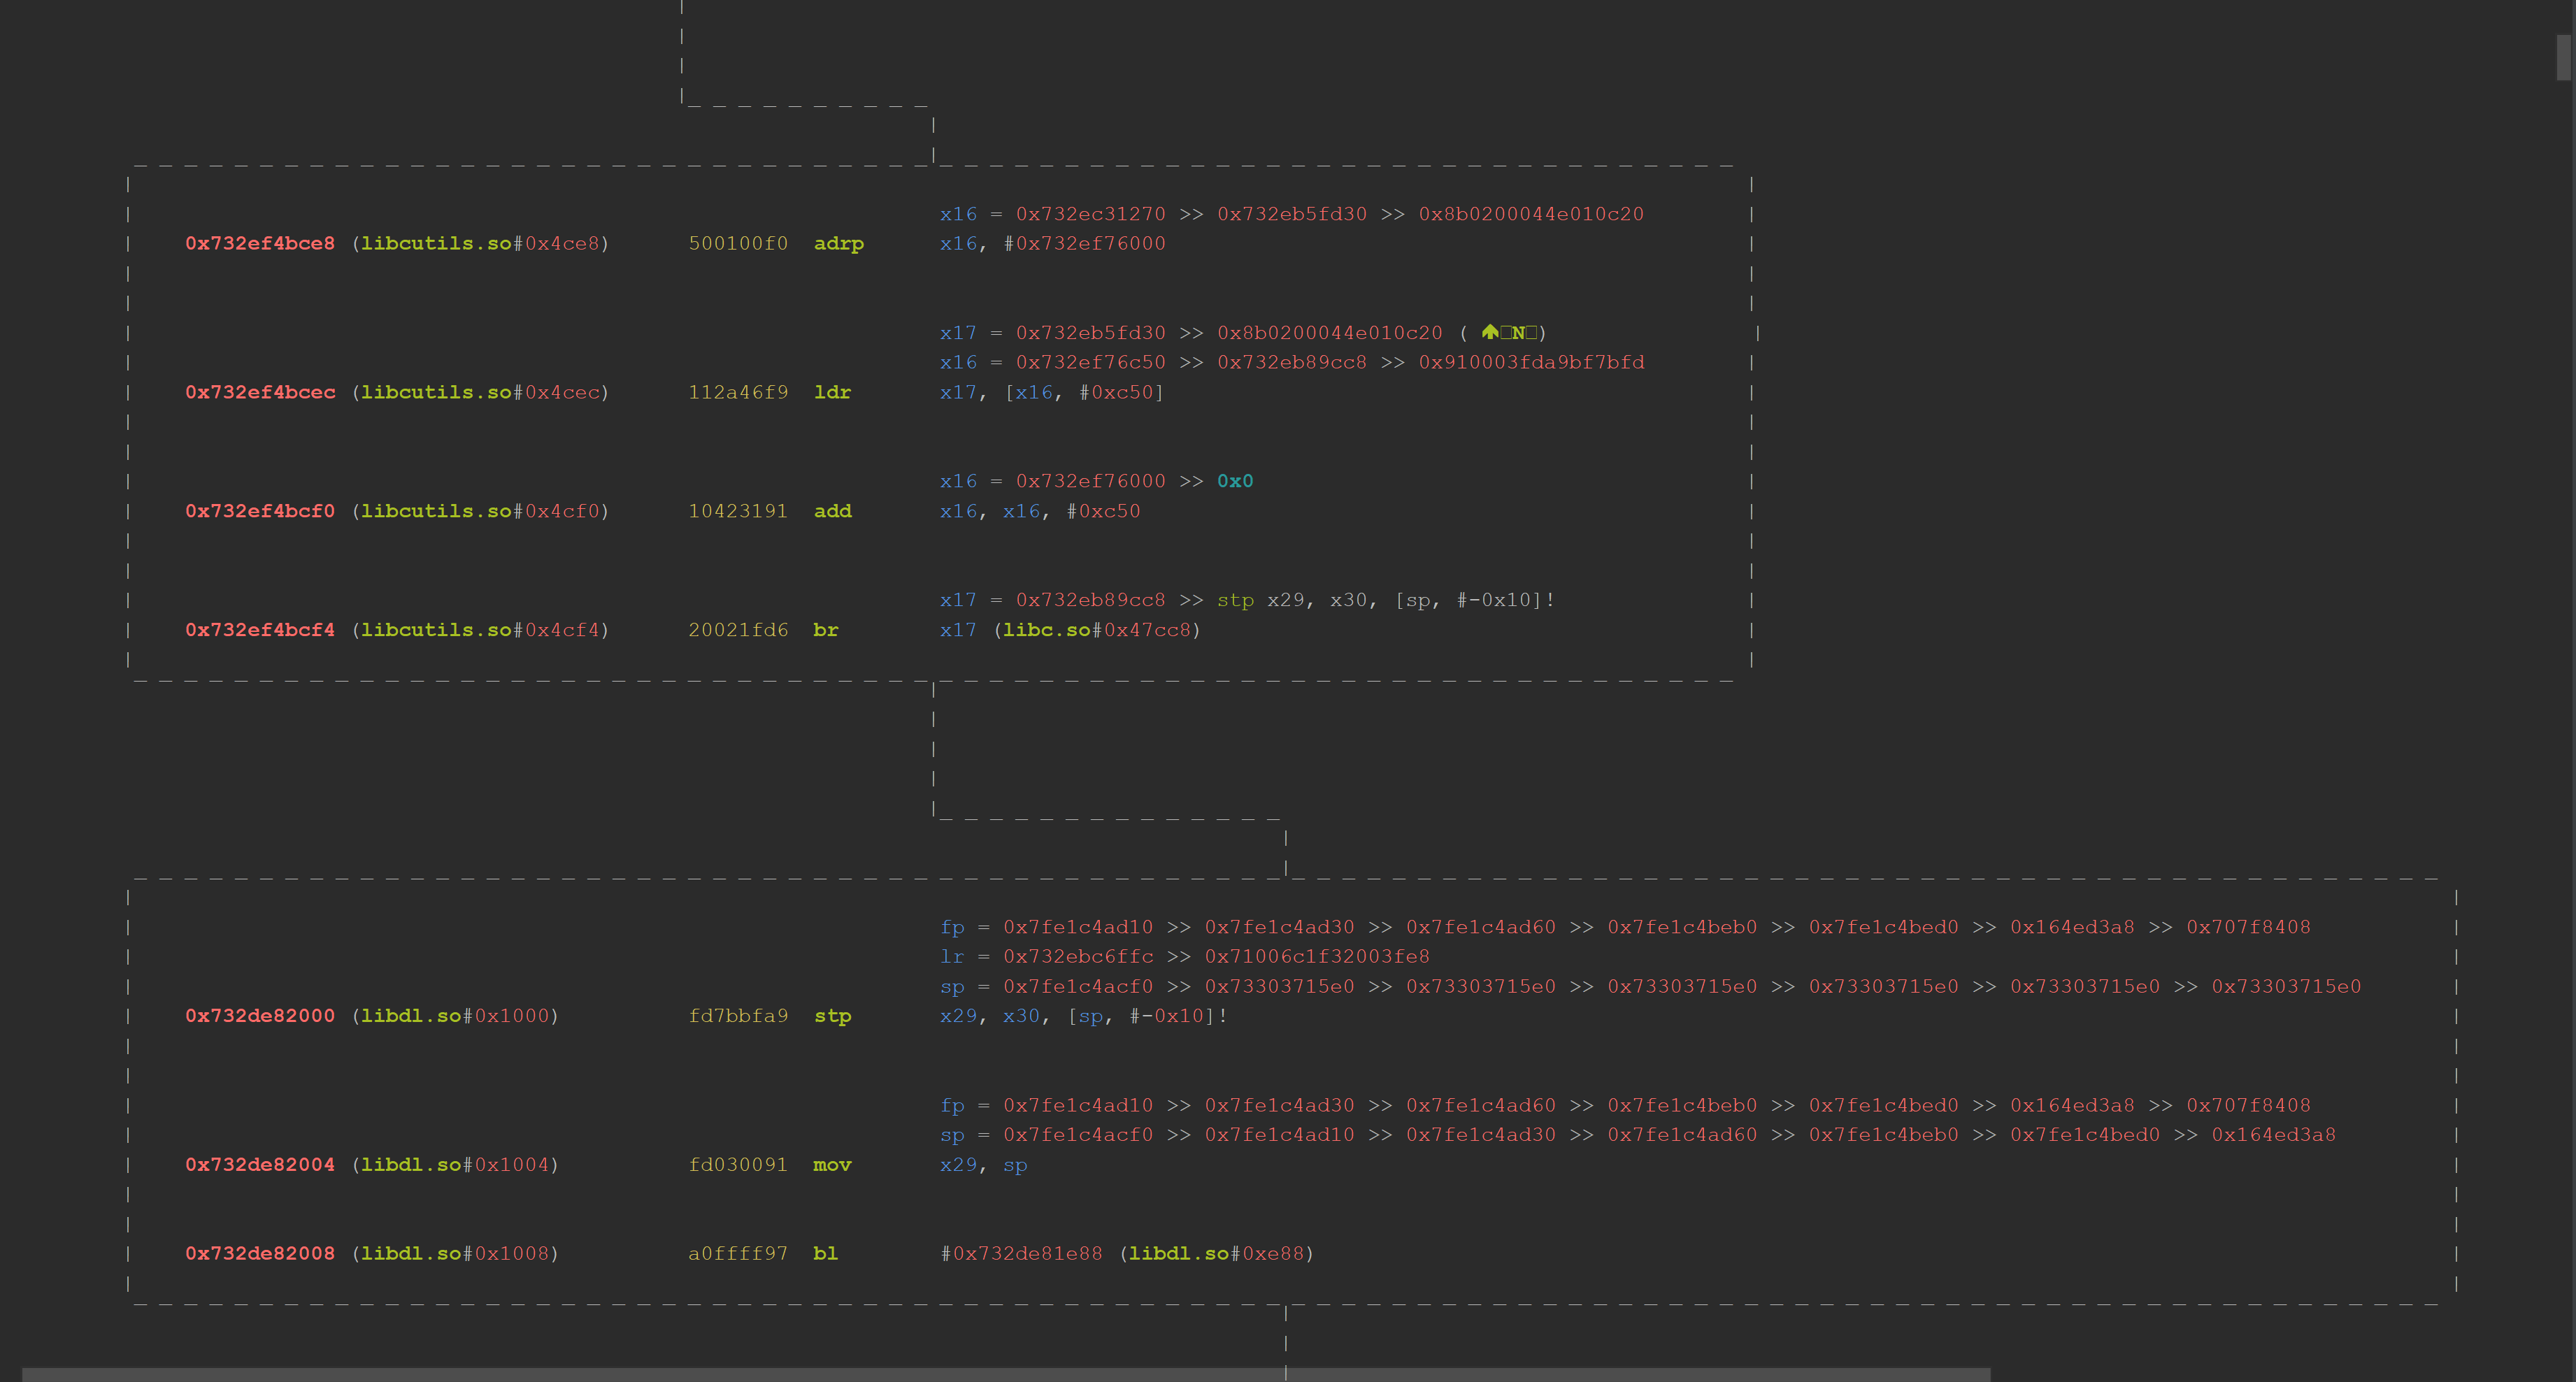 x16 = 0x732ec31270 >> 0x732eb5fd30 >> 0x8b0200044e010c20
0x732ef4bce8 (libcutils.so#0x4ce8) 500100f0 adrp x16, #0x732ef76000
x17 = 0x732eb5fd30 >> 0x8b0200044e010c20 ( 🡅□N□)
x16 = 0x732ef76c50 >> 0x732eb89cc8 >> 0x910003fda9bf7bfd
0x732ef4bcec (libcutils.so#0x4cec) 112a46f9 ldr x17, [x16, #0xc50]
x16 = 0x732ef76000 >> 0x0
0x732ef4bcf0 (libcutils.so#0x4cf0) 10423191 add x16, x16, #0xc50
x17 = 0x732eb89cc8 >> stp x29, x30, [sp, #-0x10]!
0x732ef4bcf4 (libcutils.so#0x4cf4) 20021fd6 br x17 (libc.so#0x47cc8)
fp = 0x7fe1c4ad10 >> 0x7fe1c4ad30 >> 0x7fe1c4ad60 >> 0x7fe1c4beb0 >> 0x7fe1c4bed0 >> 0x164ed3a8 >> 0x707f8408
lr = 0x732ebc6ffc >> 0x71006c1f32003fe8
sp = 0x7fe1c4acf0 >> 0x73303715e0 >> 0x73303715e0 >> 0x73303715e0 >> 0x73303715e0 >> 0x73303715e0 >> 0x73303715e0
0x732de82000 (libdl.so#0x1000) fd7bbfa9 stp x29, x30, [sp, #-0x10]!
fp = 0x7fe1c4ad10 >> 0x7fe1c4ad30 >> 0x7fe1c4ad60 >> 0x7fe1c4beb0 >> 0x7fe1c4bed0 >> 0x164ed3a8 >> 0x707f8408
sp = 0x7fe1c4acf0 >> 0x7fe1c4ad10 >> 0x7fe1c4ad30 >> 0x7fe1c4ad60 >> 0x7fe1c4beb0 >> 0x7fe1c4bed0 >> 0x164ed3a8
0x732de82004 (libdl.so#0x1004) fd030091 mov x29, sp
0x732de82008 (libdl.so#0x1008) a0ffff97 bl #0x732de81e88 (libdl.so#0xe88)